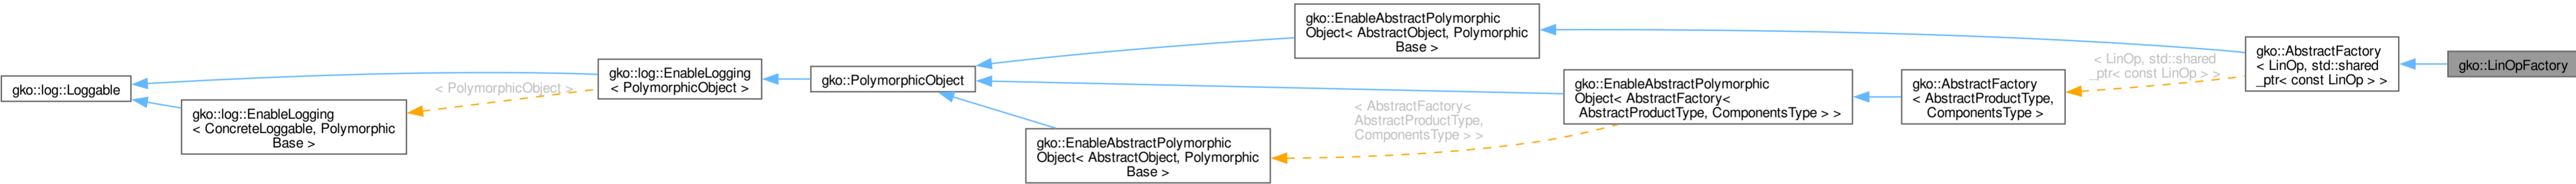 gko::log::Loggable
gko::log::EnableLogging
< ConcreteLoggable, Polymorphic
Base >
< PolymorphicObject >
gko::log::EnableLogging
< PolymorphicObject >
gko::PolymorphicObject
gko::EnableAbstractPolymorphic
Object< AbstractObject, Polymorphic
Base >
gko::EnableAbstractPolymorphic
Object< AbstractObject, Polymorphic
Base >
< AbstractFactory<
AbstractProductType,
ComponentsType > >
gko::EnableAbstractPolymorphic
Object< AbstractFactory<
AbstractProductType, ComponentsType > >
gko::AbstractFactory
< AbstractProductType,
ComponentsType >
< LinOp, std::shared
_ptr< const LinOp > >
gko::AbstractFactory
< LinOp, std::shared
_ptr< const LinOp > >
gko::LinOpFactory